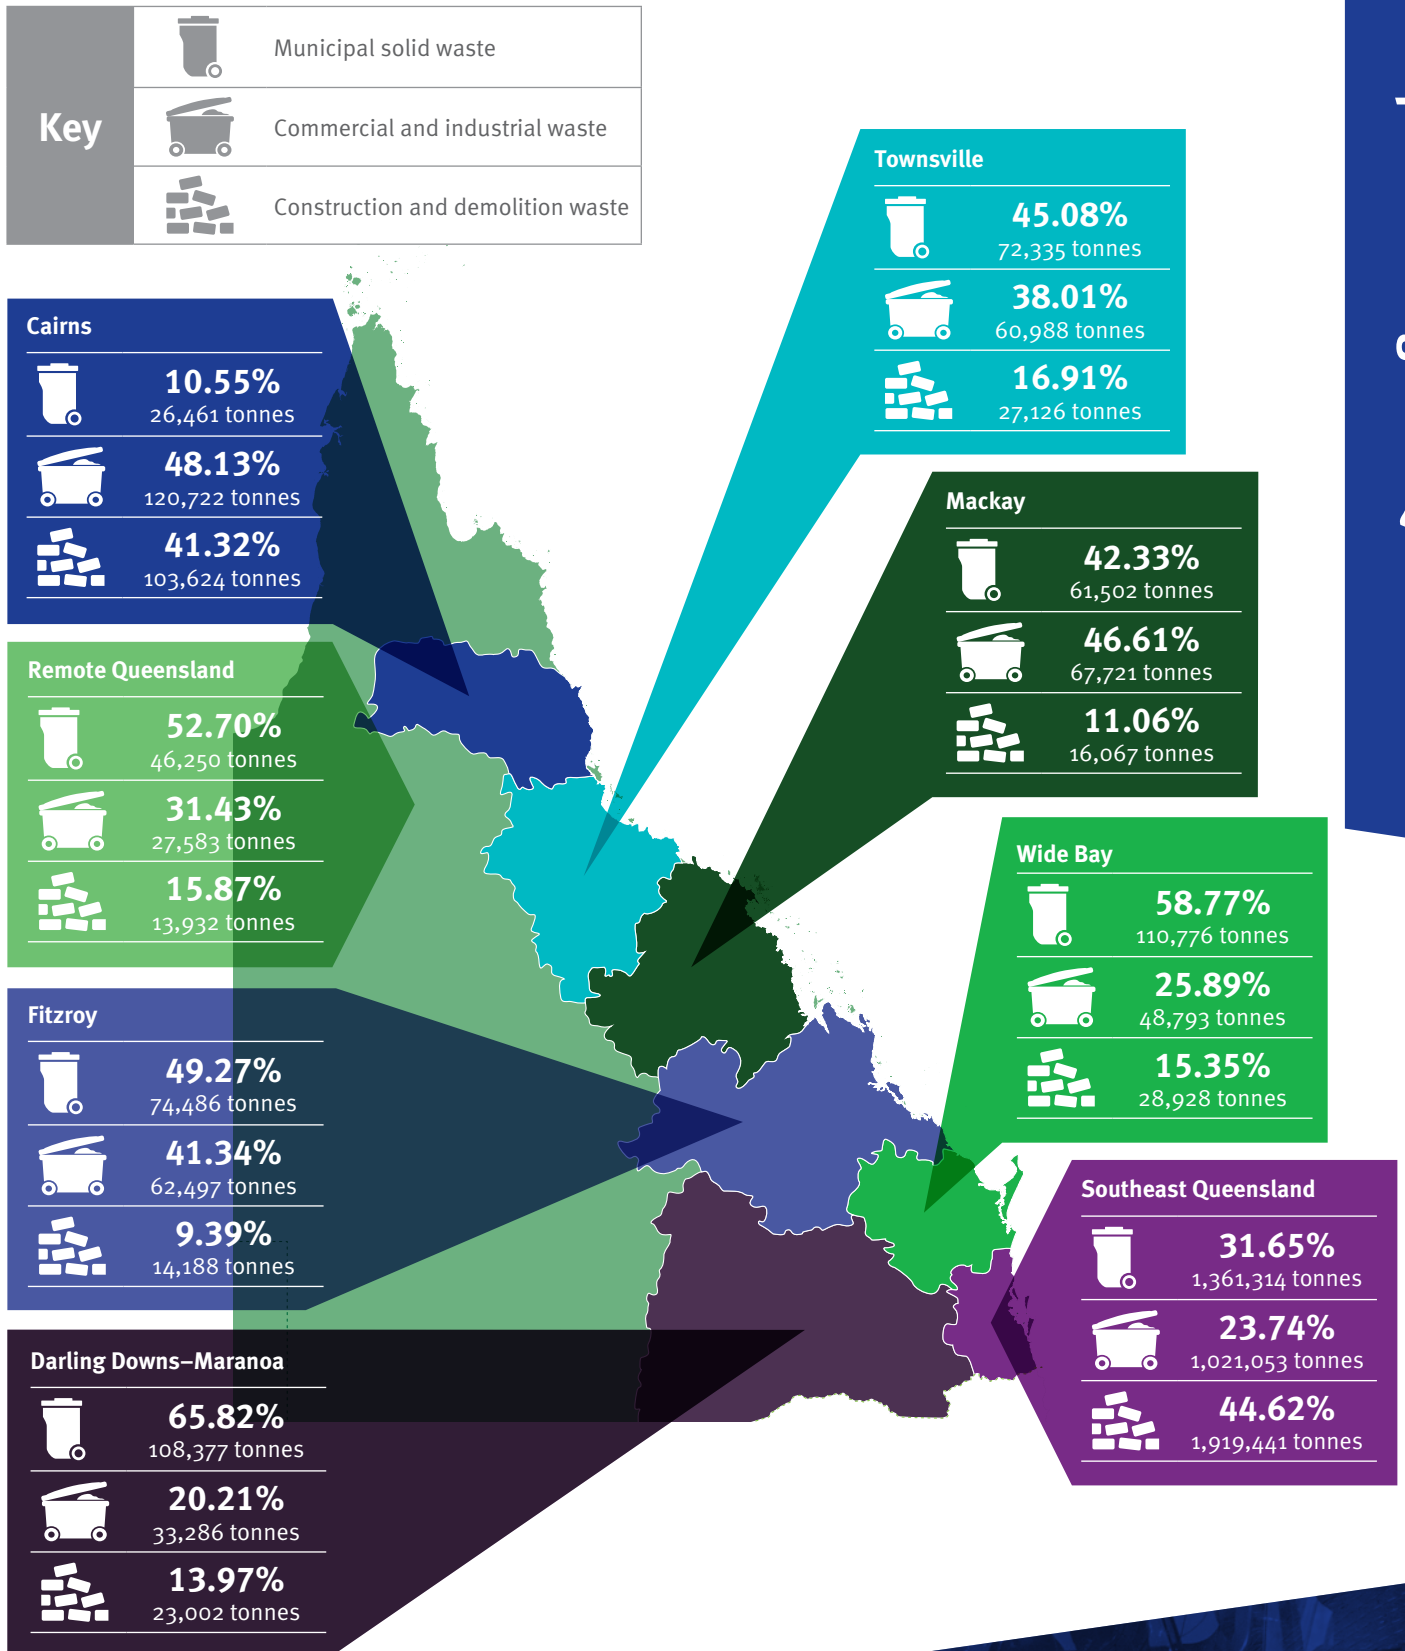 Key
Municipal solid waste
Commercial and industrial waste
Construction and demolition waste
Townsville
45.08%
72,335 tonnes
38.01%
60,988 tonnes
16.91%
27,126 tonnes
Cairns
10.55%
26,461 tonnes
48.13%
120,722 tonnes
41.32%
103,624 tonnes
Mackay
42.33%
61,502 tonnes
46.61%
67,721 tonnes
11.06%
16,067 tonnes
Remote Queensland
52.70%
46,250 tonnes
31.43%
27,583 tonnes
15.87%
13,932 tonnes
Wide Bay
58.77%
110,776 tonnes
25.89%
48,793 tonnes
15.35%
28,928 tonnes
Fitzroy
49.27%
74,486 tonnes
41.34%
62,497 tonnes
9.39%
14,188 tonnes
Southeast Queensland
31.65%
1,361,314 tonnes
23.74%
1,021,053 tonnes
44.62%
1,919,441 tonnes
Darling Downs–Maranoa
65.82%
108,377 tonnes
20.21%
33,286 tonnes
13.97%
23,002 tonnes